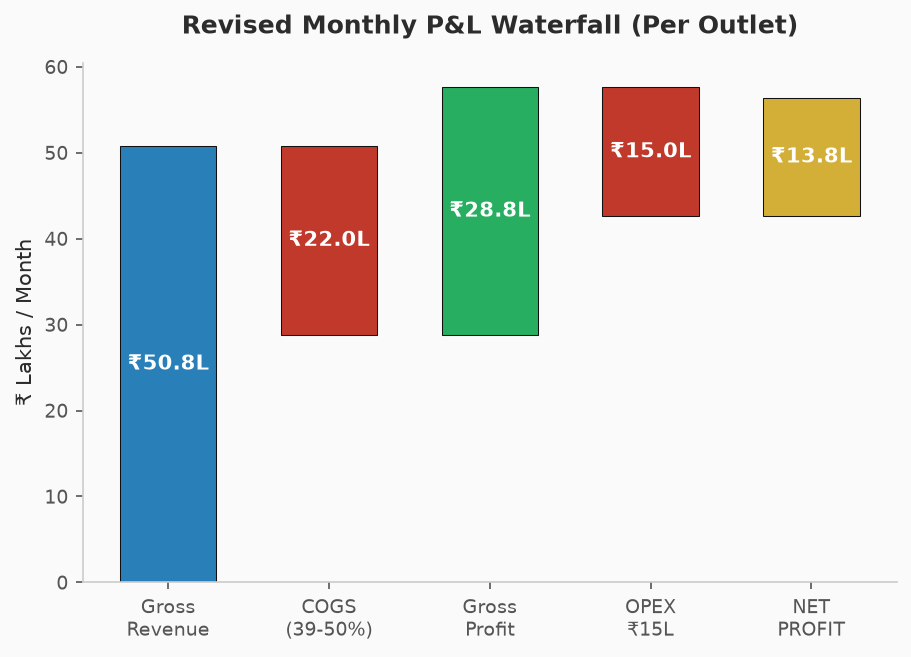 Revised Monthly P&L Waterfall (Per Outlet)
₹ Lakhs / Month
60
50
40
30
20
10
0
₹50.8L
₹22.0L
₹28.8L
₹15.0L
₹13.8L
Gross
Revenue
COGS
(39-50%)
Gross
Profit
OPEX
₹15L
NET
PROFIT